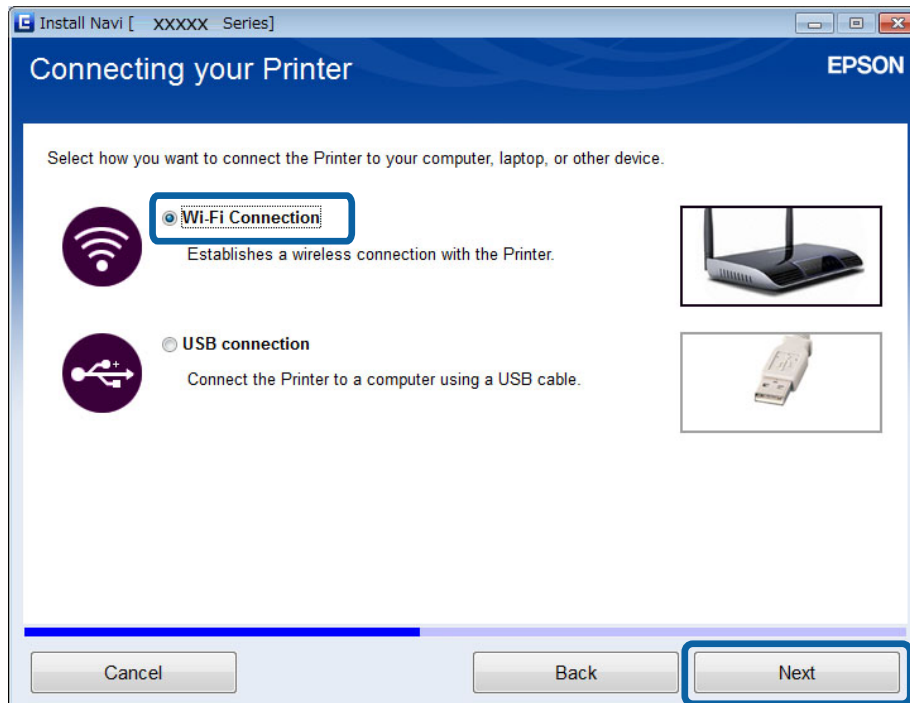 Install Navi [ XXXXX Series]
Connecting your Printer
EPSON
Select how you want to connect the Printer to your computer, laptop, or other device.
Wi-Fi Connection
Establishes a wireless connection with the Printer.
USB connection
Connect the Printer to a computer using a USB cable.
Cancel
Back
Next